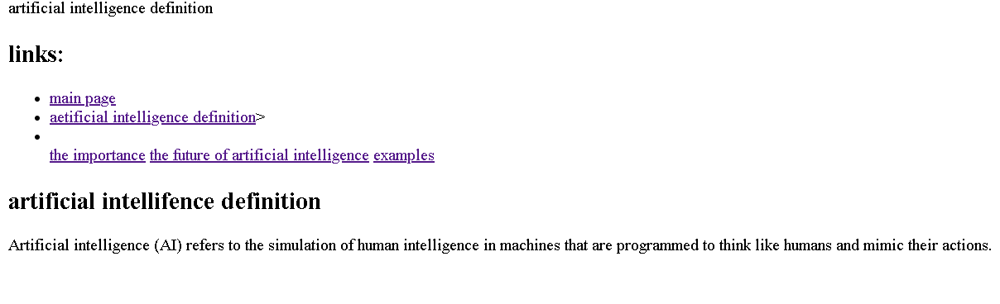 artificial intelligence definition
links:
main page
aetificial intelligence definition>
the importance the future of artificial intelligence examples
artificial intellifence definition
Artificial intelligence (AI) refers to the simulation of human intelligence in machines that are programmed to think like humans and mimic their actions.